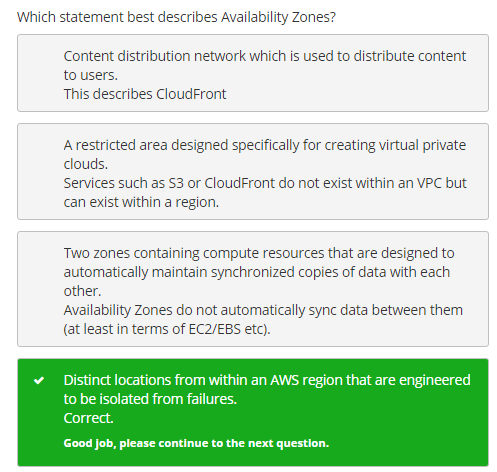 Which statement best describes Availability Zones?
Content distribution network which is used to distribute content
to users.
This describes CloudFront
A restricted area designed specifically for creating virtual private
clouds.
Services such as S3 or CloudFront do not exist within an VPC but
can exist within a region.
Two zones containing compute resources that are designed to
automatically maintain synchronized copies of data with each
other.
Availability Zones do not automatically sync data between them
(at least in terms of EC2/EBS etc).
Distinct locations from within an AWS region that are engineered
to be isolated from failures.
Correct.
Good job, please continue to the next question.